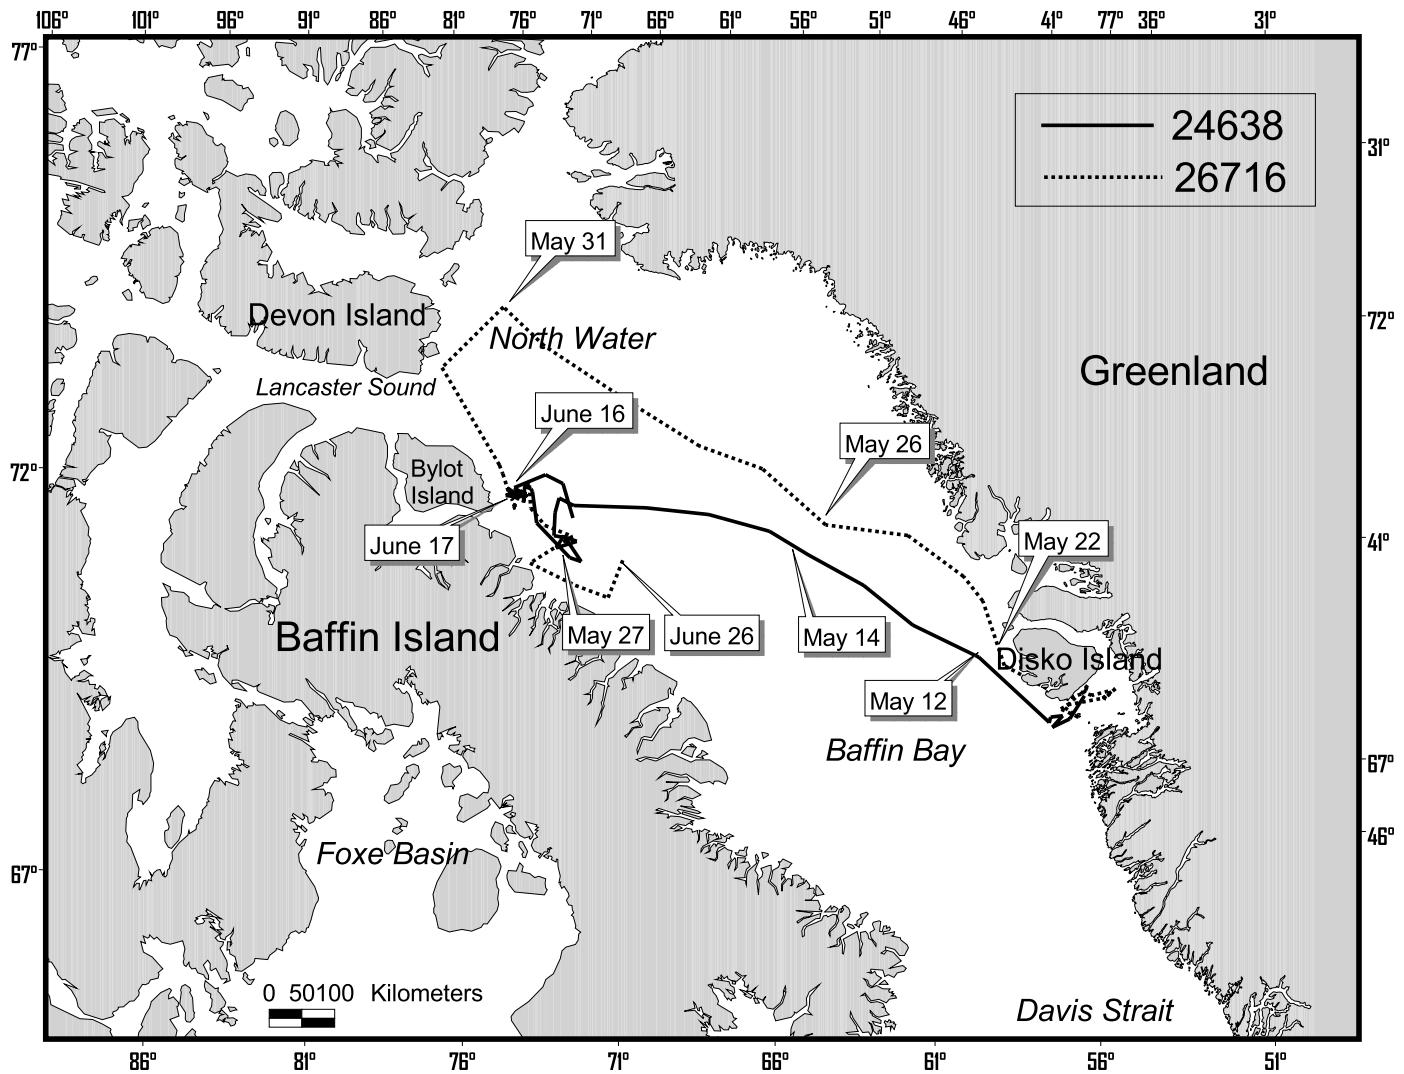 106° 101° 96° 91° 86° 81° 76° 71° 66° 61° 56° 51° 46° 41° 77° 36° 31°
77°
24638
31°
26716
May 31
Devon Island
North Water
72°
Greenland
Lancaster Sound
June 16
May 26
72°
Bylot
Island
June 17
May 22
41°
Baffin Island
May 27
June 26
May 14
Disko Island
May 12
Baffin Bay
67°
46°
Foxe Basin
67°
0 50100 Kilometers
Davis Strait
86° 81° 76° 71° 66° 61° 56° 51°